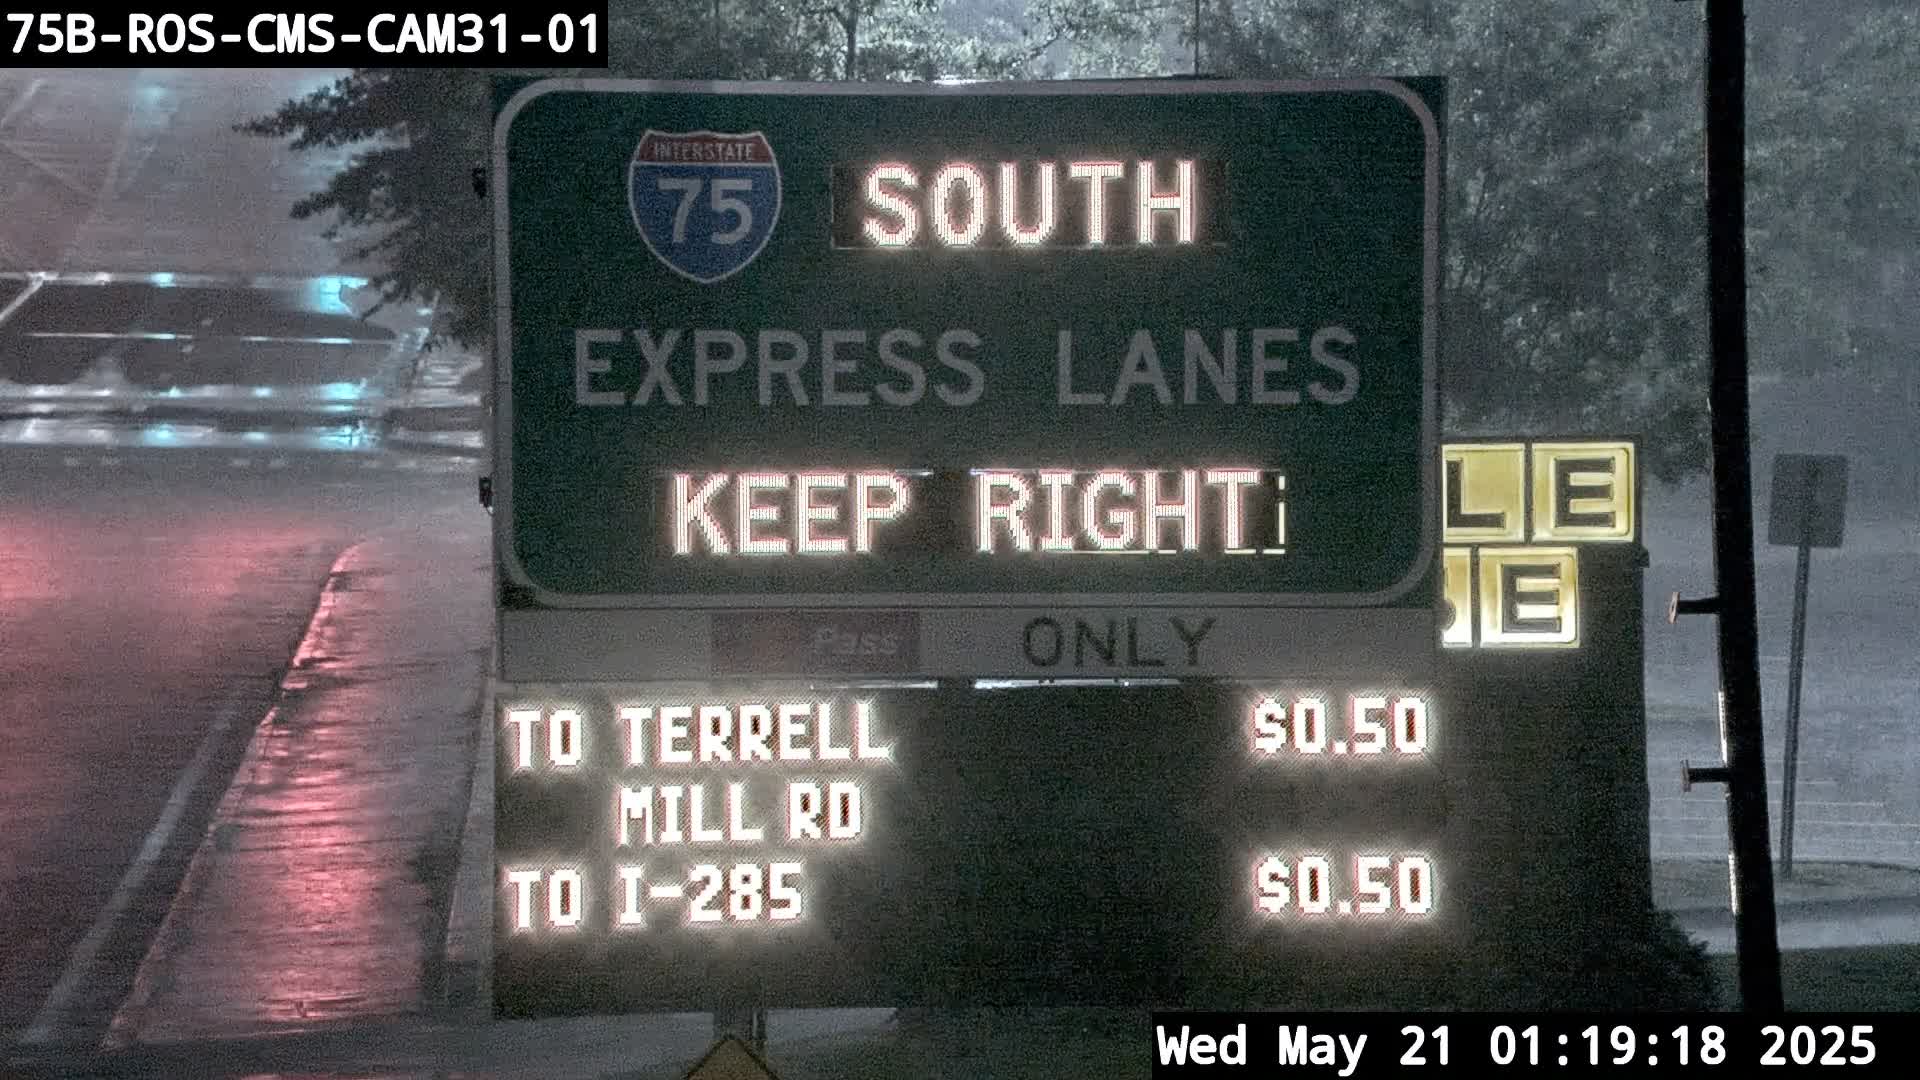 75B-ROS-CMS-CAM31-01
INTERSTATE
75
SOUTH
EXPRESS LANES
KEEP RIGHT
LE
E
Pass
ONLY
TO TERRELL $0.50
MILL RD
TO I-285 $0.50
Wed May 21 01:19:18 2025